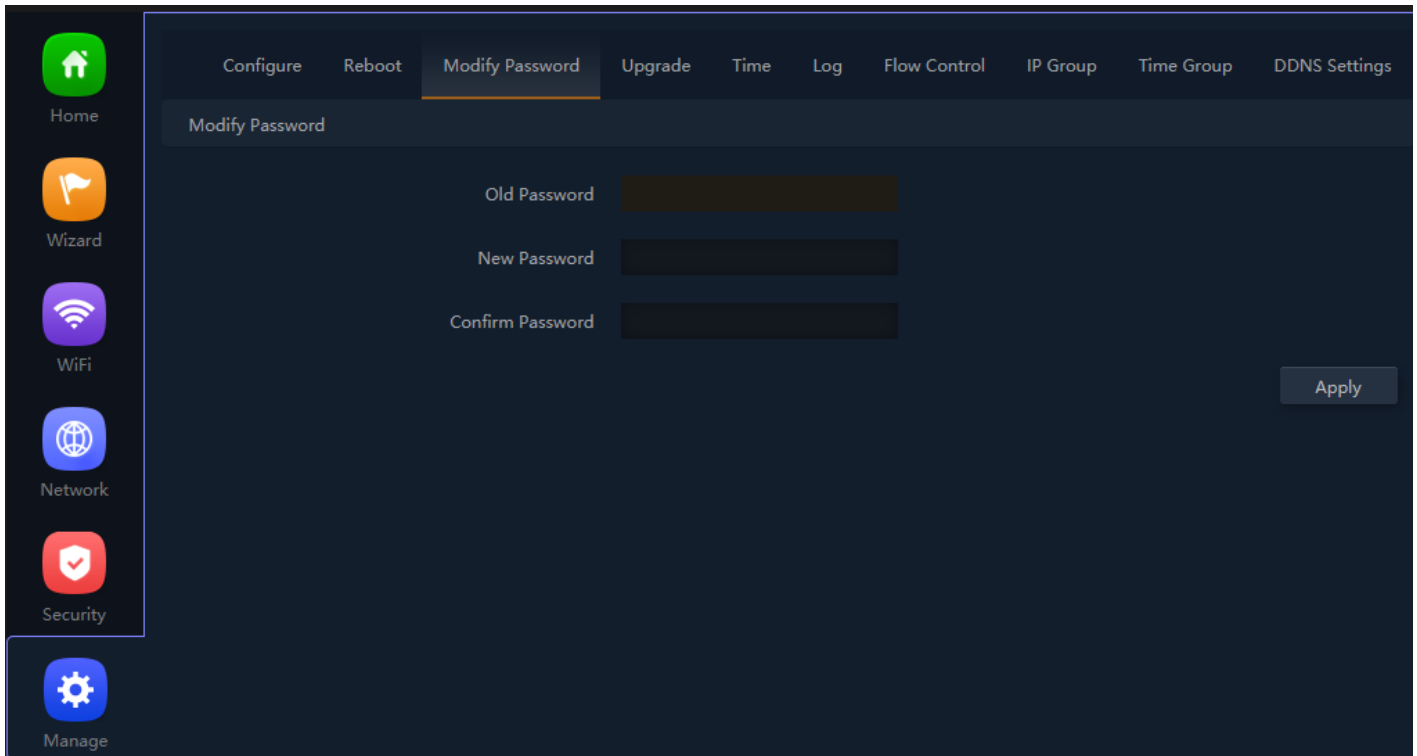 Configure Reboot Modify Password Upgrade Time Log Flow Control IP Group Time Group DDNS Settings
Modify Password
Old Password
New Password
Confirm Password
Apply
Home
Wizard
WiFi
Network
Security
Manage